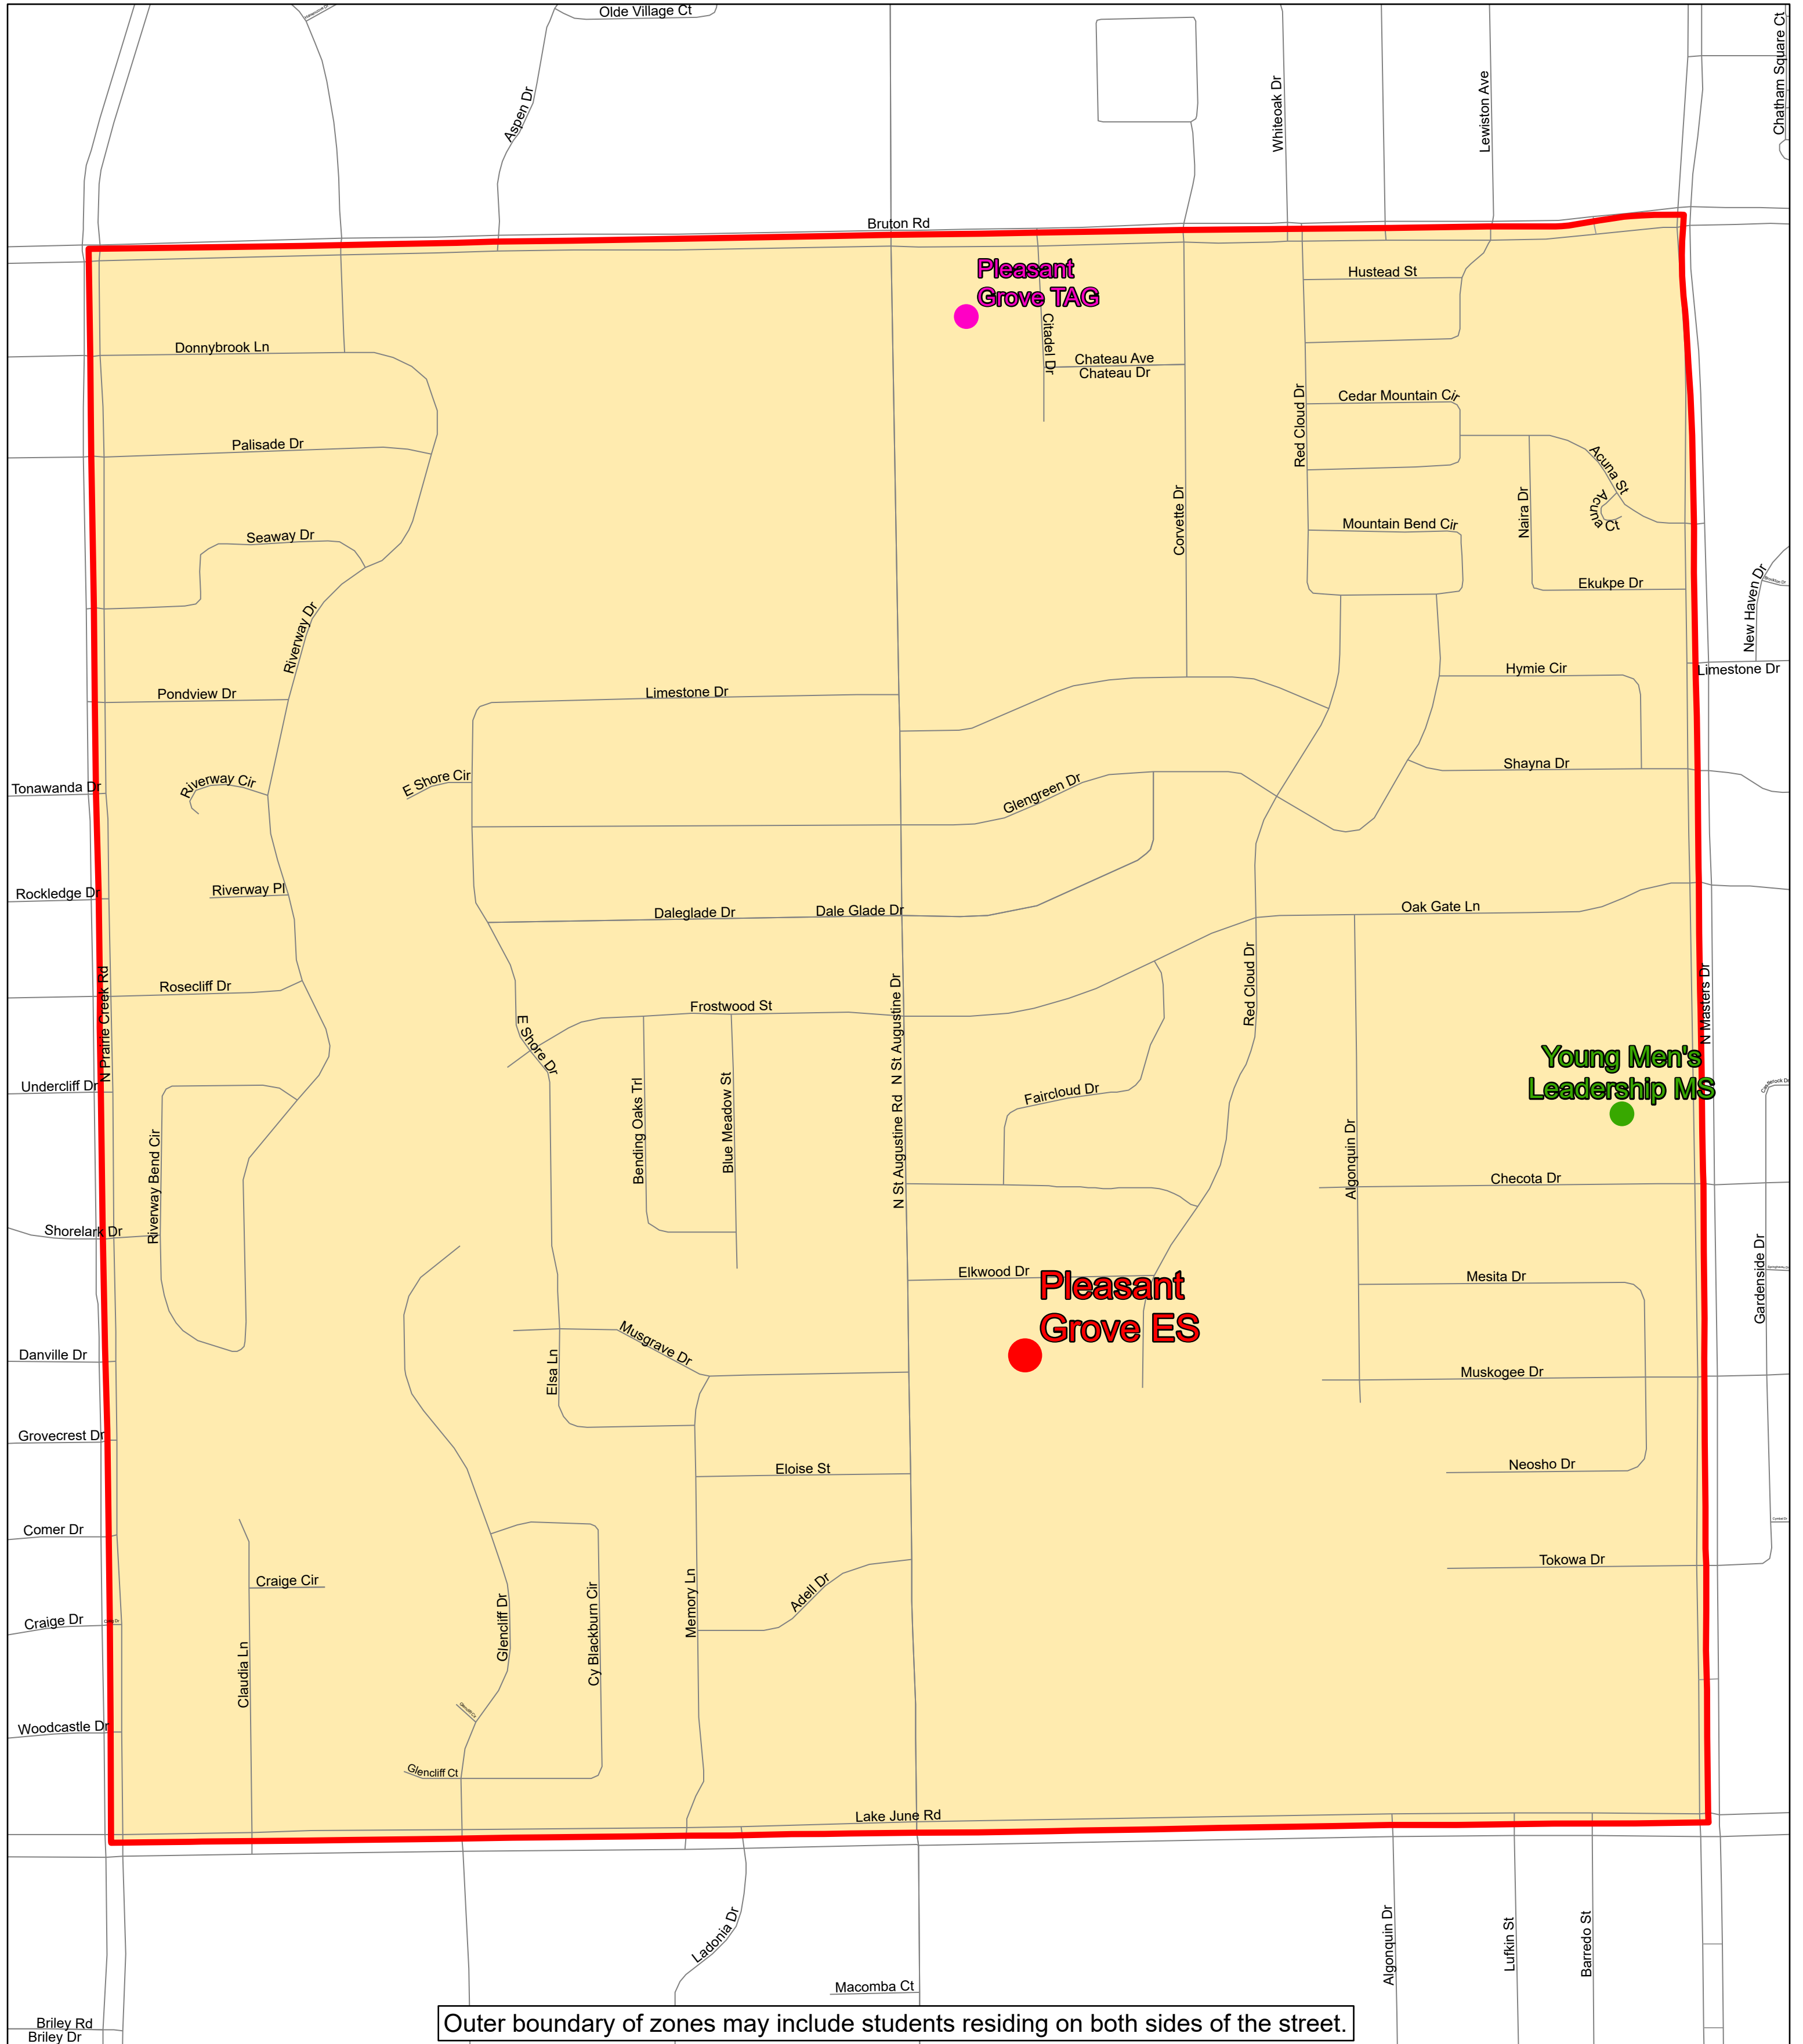 Olde Village Ct
Aspen Dr
Whiteoak Dr
Lewiston Ave
Chatham Square Ct
Bruton Rd
Pleasant
Grove TAG
Hustead St
Citadel Dr
Donnybrook Ln
Chateau Ave
Chateau Dr
Red Cloud Dr
Cedar Mountain Cir
Palisade Dr
Acuna St
Acuna Ct
Corvette Dr
Naira Dr
Mountain Bend Cir
Seaway Dr
Ekukpe Dr
New Haven Dr
Riverway Dr
Limestone Dr
Hymie Cir
Limestone Dr
Pondview Dr
Shayna Dr
Tonawanda Dr
Riverway Cir
E Shore Cir
Glengreen Dr
Rockledge Dr
Riverway Pl
Daleglade Dr
Dale Glade Dr
Oak Gate Ln
N Prairie Creek Rd
Rosecliff Dr
Frostwood St
N St Augustine Dr
Red Cloud Dr
N Masters Dr
E Shore Dr
Young Men's
Leadership MS
Undercliff Dr
Bending Oaks Trl
Blue Meadow St
N St Augustine Rd
Faircloud Dr
Algonquin Dr
Riverway Bend Cir
Checota Dr
Shorelark Dr
Gardenside Dr
Elkwood Dr
Pleasant
Grove ES
Mesita Dr
Musgrave Dr
Danville Dr
Elsa Ln
Muskogee Dr
Grovecrest Dr
Eloise St
Neosho Dr
Comer Dr
Tokowa Dr
Craige Cir
Adell Dr
Craige Dr
Claudia Ln
Glencliff Dr
Cy Blackburn Cir
Memory Ln
Woodcastle Dr
Glencliff Ct
Lake June Rd
Ladonia Dr
Algonquin Dr
Lufkin St
Barredo St
Macomba Ct
Briley Rd
Briley Dr
Outer boundary of zones may include students residing on both sides of the street.